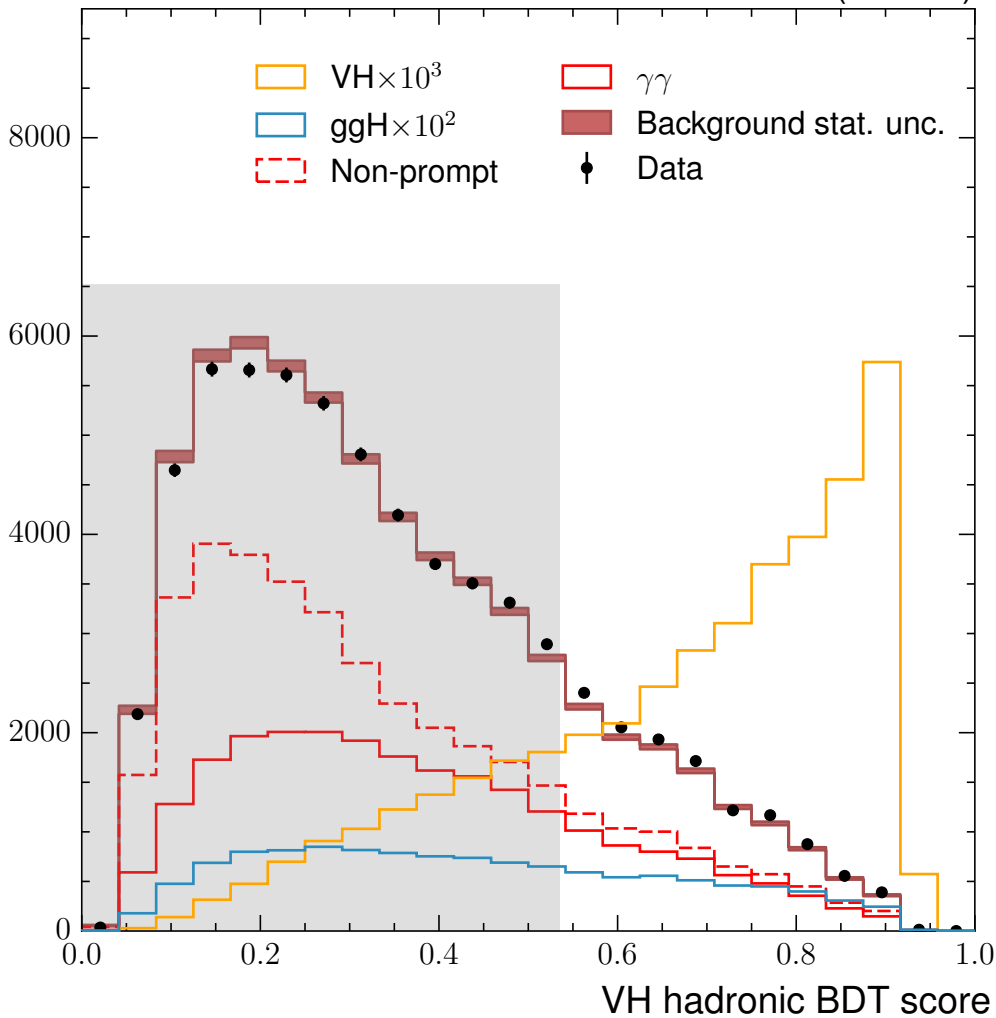 VH×10³ γγ
ggH×10² Background stat. unc.
Non-prompt Data
8000
6000
4000
2000
0
0.0 0.2 0.4 0.6 0.8 1.0
VH hadronic BDT score